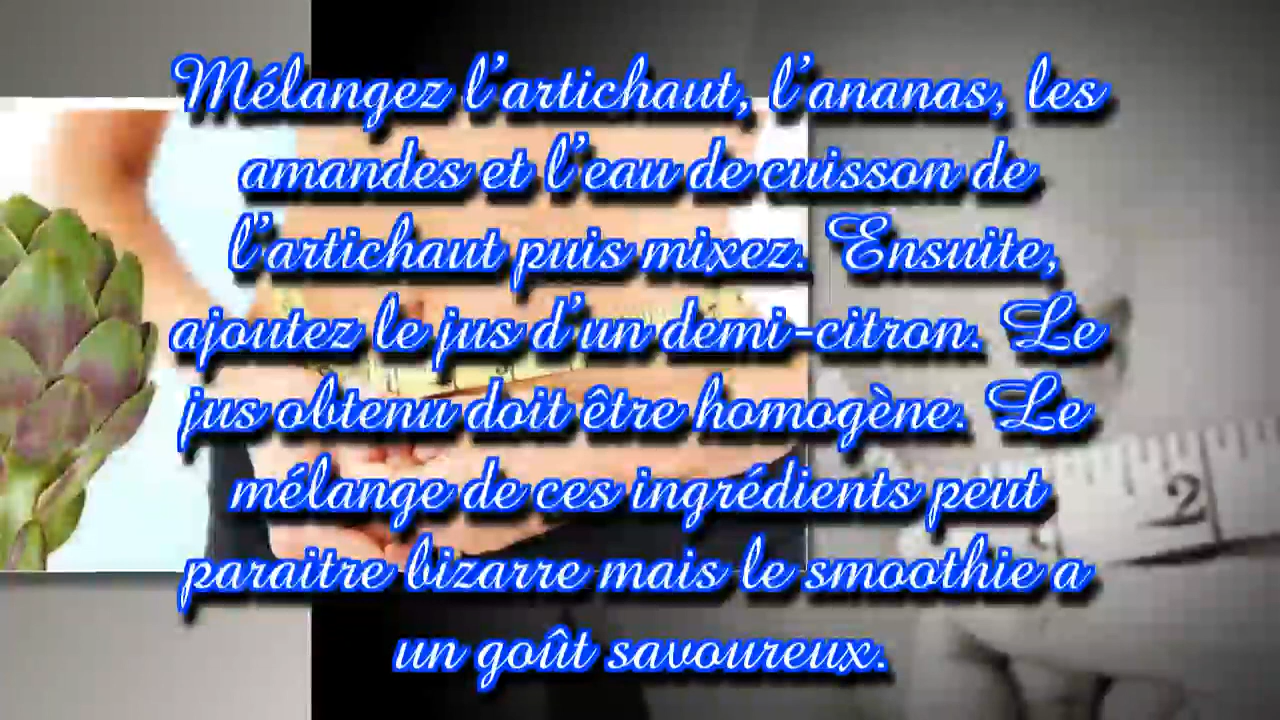 Mélangez l'artichaut, l'ananas, les
amandes et l'eau de cuisson de
l'artichaut puis mixez. Ensuite,
ajoutez le jus d'un demi-citron. Le
jus obtenu doit être homogène. Le
mélange de ces ingrédients peut
paraitre bizarre mais le smoothie a
un goût savoureux.
2